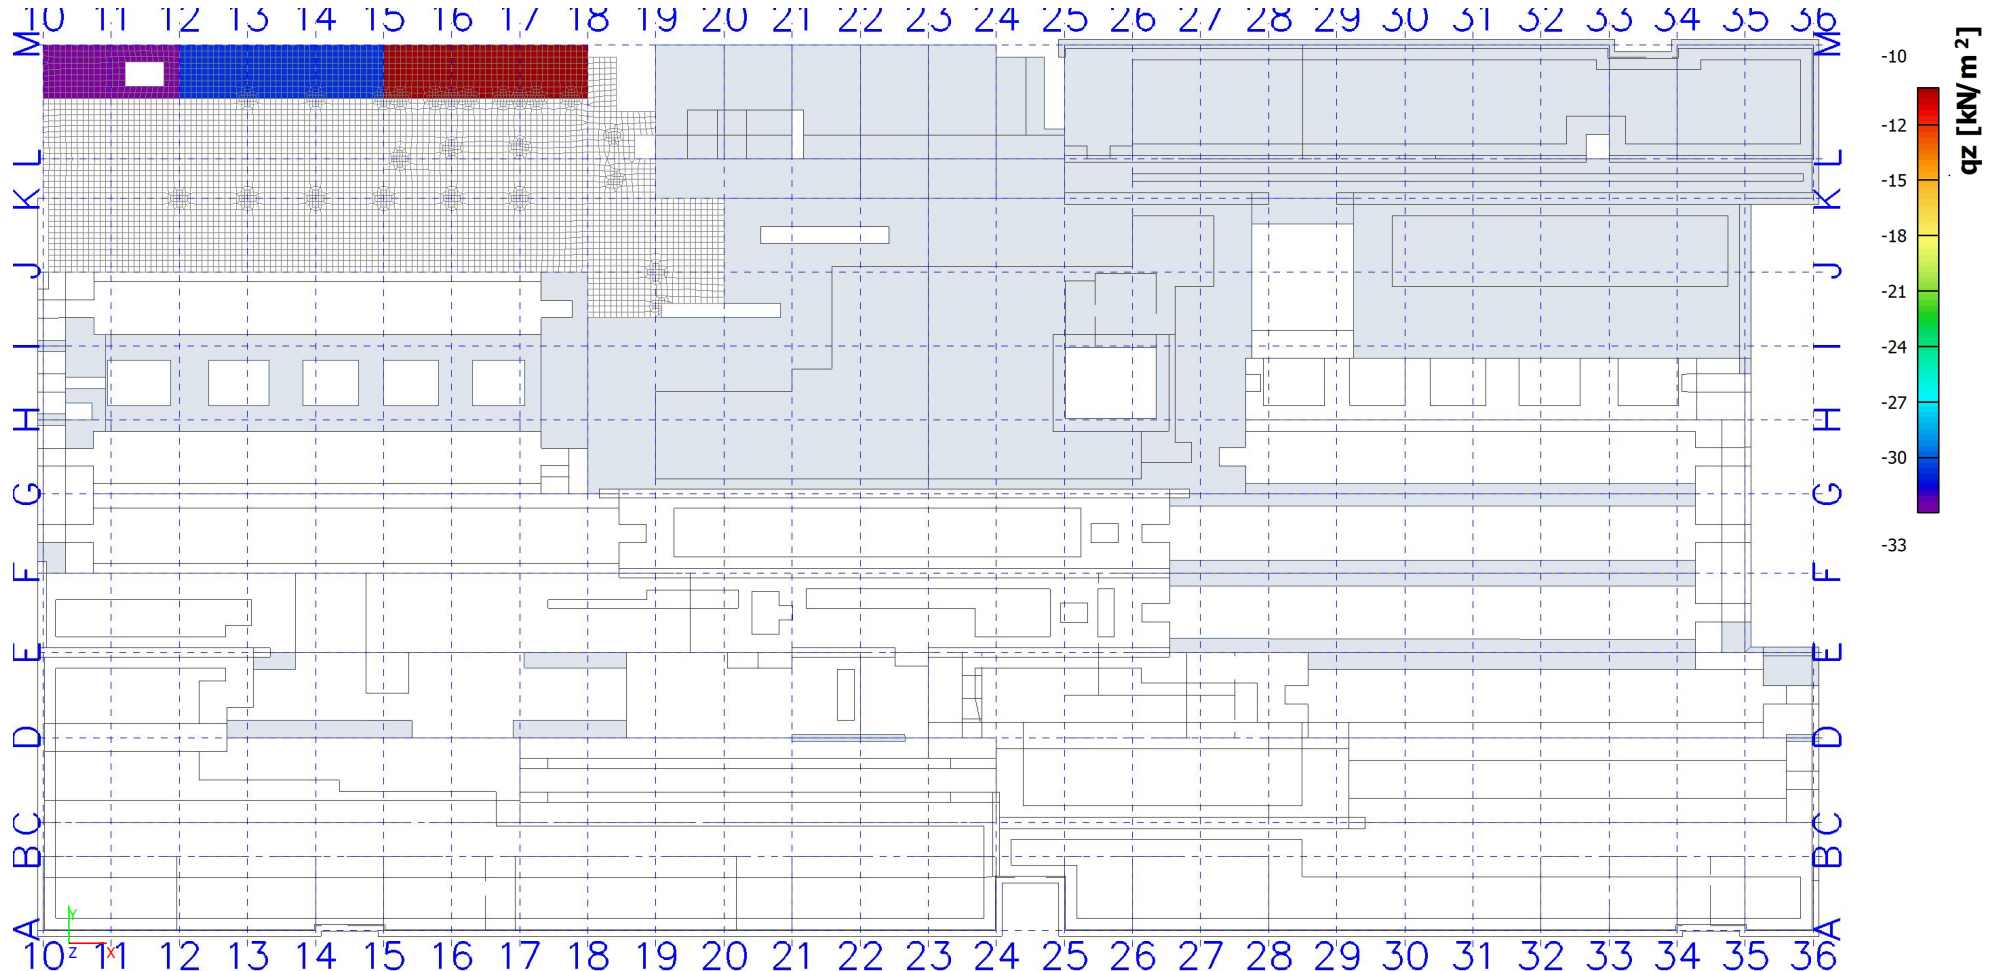 10 11 12 13 14 15 16 17 18 19 20 21 22 23 24 25 26 27 28 29 30 31 32 33 34 35 36
M M
L L
K K
J J
I I
H H
G G
F F
E E
D D
C C
B B
A A
Y
Z X
10 11 12 13 14 15 16 17 18 19 20 21 22 23 24 25 26 27 28 29 30 31 32 33 34 35 36
qz [kN/m²]
-10
-12
-15
-18
-21
-24
-27
-30
-33